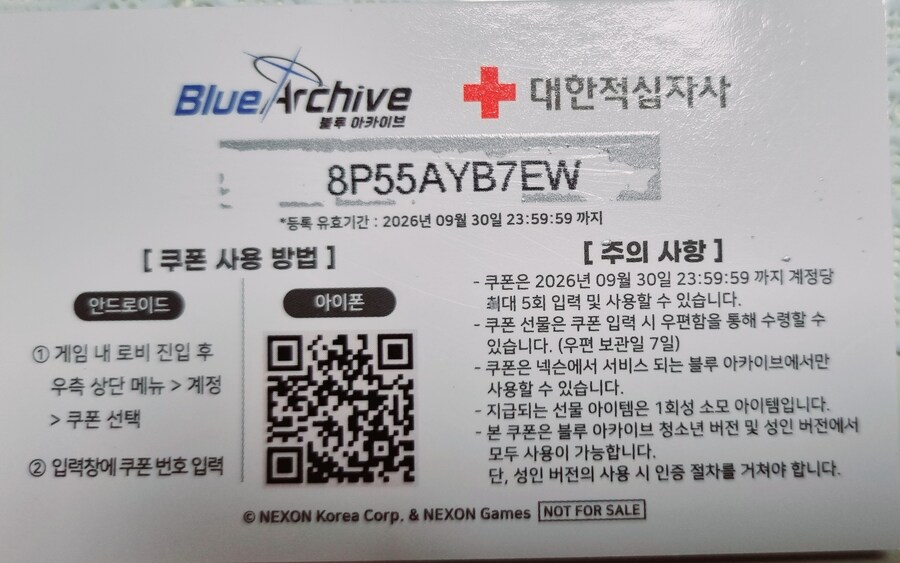 Blue Archive
블루 아카이브
대한적십자사
8P55AYB7EW
*등록 유효기간 : 2026년 09월 30일 23:59:59 까지
[ 쿠폰 사용 방법 ]
안드로이드
① 게임 내 로비 진입 후
우측 상단 메뉴 > 계정
> 쿠폰 선택
② 입력창에 쿠폰 번호 입력
아이폰
[ 주의 사항 ]
- 쿠폰은 2026년 09월 30일 23:59:59 까지 계정당
최대 5회 입력 및 사용할 수 있습니다.
- 쿠폰 선물은 쿠폰 입력 시 우편함을 통해 수령할 수
있습니다. (우편 보관일 7일)
- 쿠폰은 넥슨에서 서비스 되는 블루 아카이브에서만
사용할 수 있습니다.
- 지급되는 선물 아이템은 1회성 소모 아이템입니다.
- 본 쿠폰은 블루 아카이브 청소년 버전 및 성인 버전에서
모두 사용이 가능합니다.
단, 성인 버전의 사용 시 인증 절차를 거쳐야 합니다.
© NEXON Korea Corp. & NEXON Games NOT FOR SALE